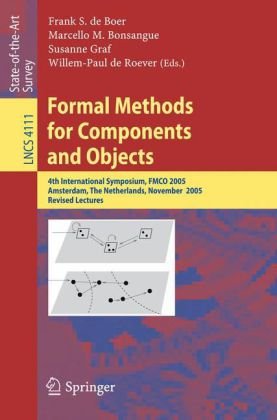 State-of-the-Art
Survey
LNCS 4111
Frank S. de Boer
Marcello M. Bonsangue
Susanne Graf
Willem-Paul de Roever (Eds.)
Formal Methods
for Components
and Objects
4th International Symposium, FMCO 2005
Amsterdam, The Netherlands, November 2005
Revised Lectures
Springer